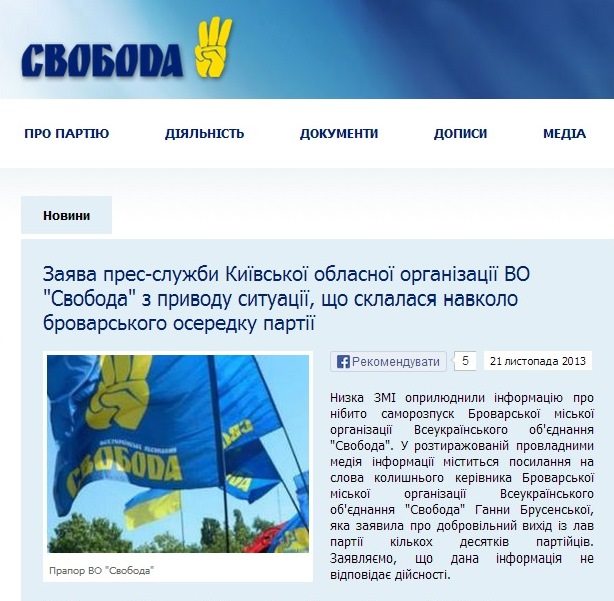 СВОБОДА
ПРО ПАРТІЮ ДІЯЛЬНІСТЬ ДОКУМЕНТИ ДОПИСИ МЕДІА
Новини
Заява прес-служби Київської обласної організації ВО
"Свобода" з приводу ситуації, що склалася навколо
броварського осередку партії
Рекомендувати 5 21 листопада 2013
СВОБОДА
Прапор ВО "Свобода"
Низка ЗМІ оприлюднили інформацію про
нібито саморозпуск Броварської міської
організації Всеукраїнського об'єднання
"Свобода". У розтиражованій провладними
медія інформації міститься посилання на
слова колишнього керівника Броварської
міської організації Всеукраїнського
об'єднання "Свобода" Ганни Брусенської,
яка заявила про добровільний вихід із лав
партії кількох десятків партійців.
Заявляємо, що дана інформація не
відповідає дійсності.